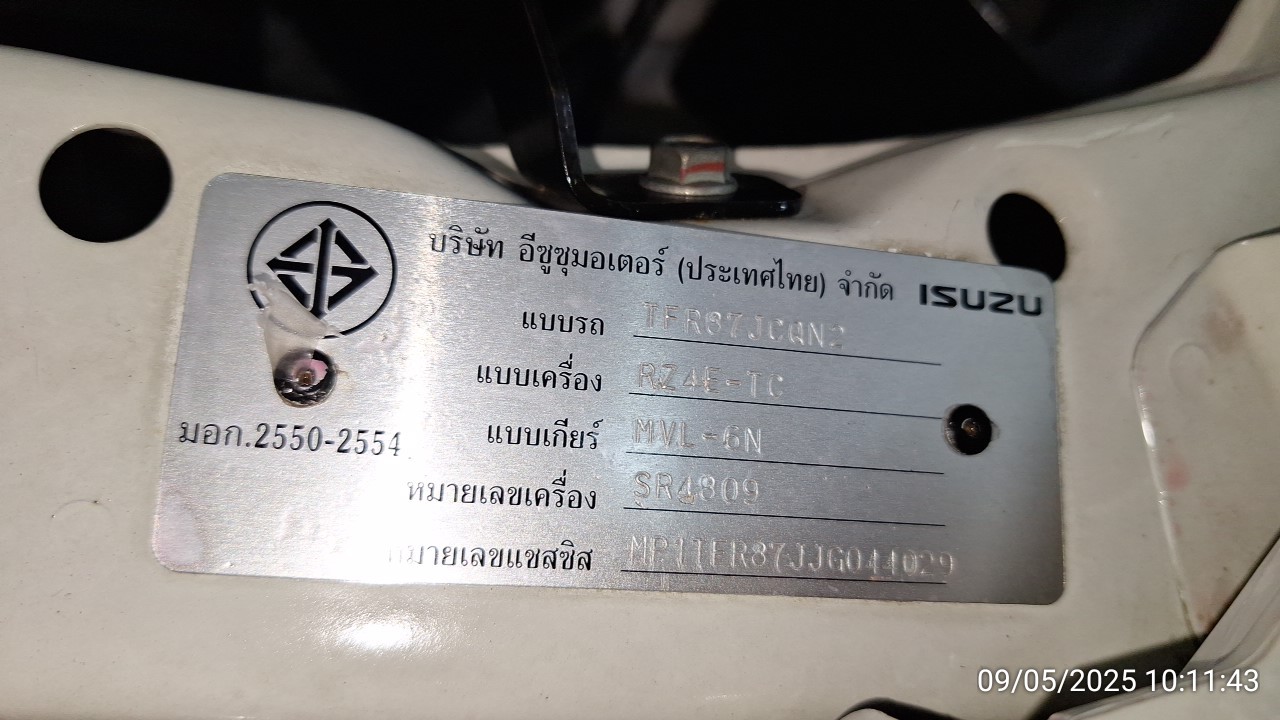 บริษัท อีซูซุมอเตอร์ (ประเทศไทย) จำกัด ISUZU
แบบรถ TFR87JCQN2
แบบเครื่อง RZ4E-TC
แบบเกียร์ MVL-6N
มอก.2550-2554
หมายเลขเครื่อง SR4809
หมายเลขแชสซิส MP1TFR87JJG044029
09/05/2025 10:11:43